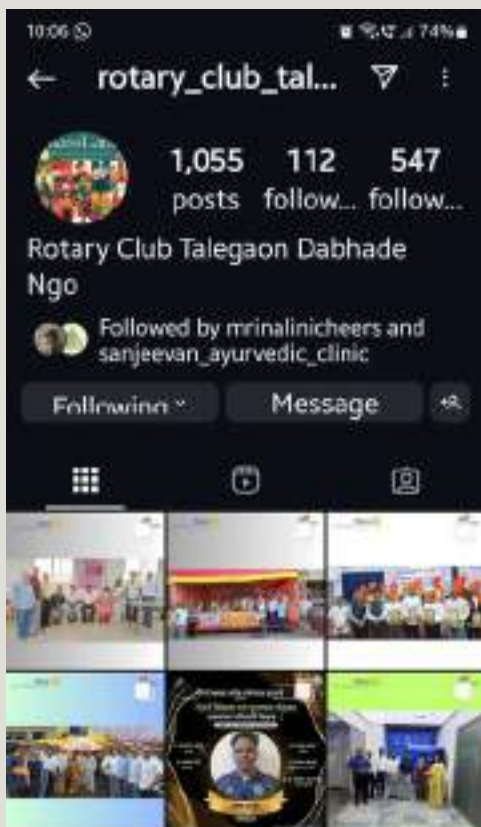 10:06
74%
rotary_club_tal...
1,055 112 547
posts follow... follow...
Rotary Club Talegaon Dabhade
Ngo
Followed by mrinalinicheers and
sanjeevan_ayurvedic_clinic
Following Message